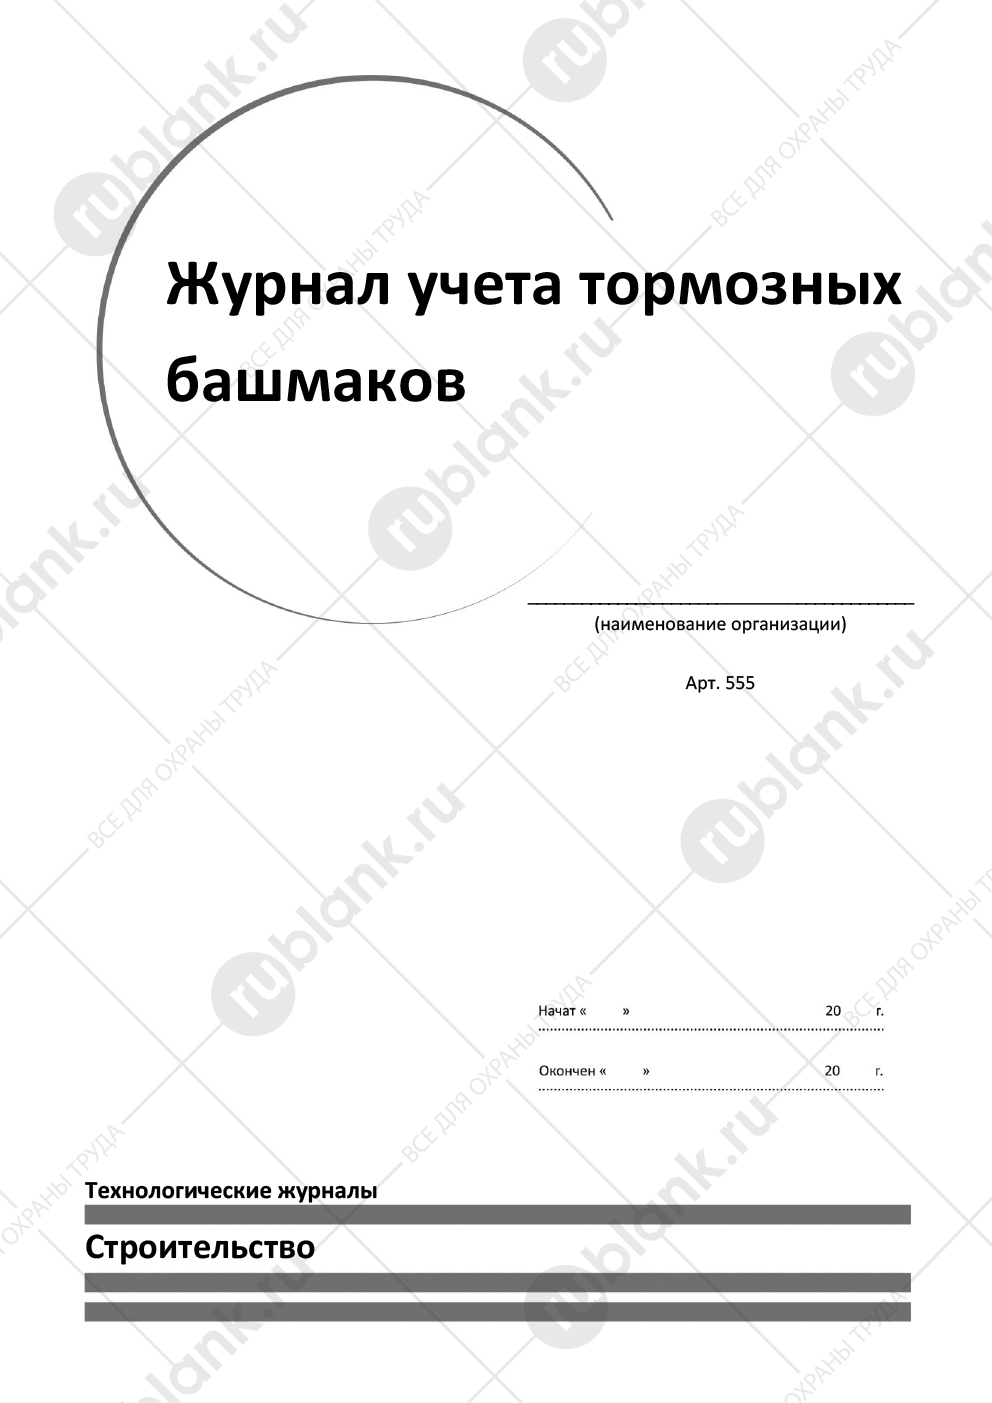 Журнал учета тормозных
башмаков
(наименование организации)
Арт. 555
Начат « » 20 г.
Окончен « » 20 г.
Технологические журналы
Строительство
rublank.ru
ВСЕ ДЛЯ ОХРАНЫ ТРУДА